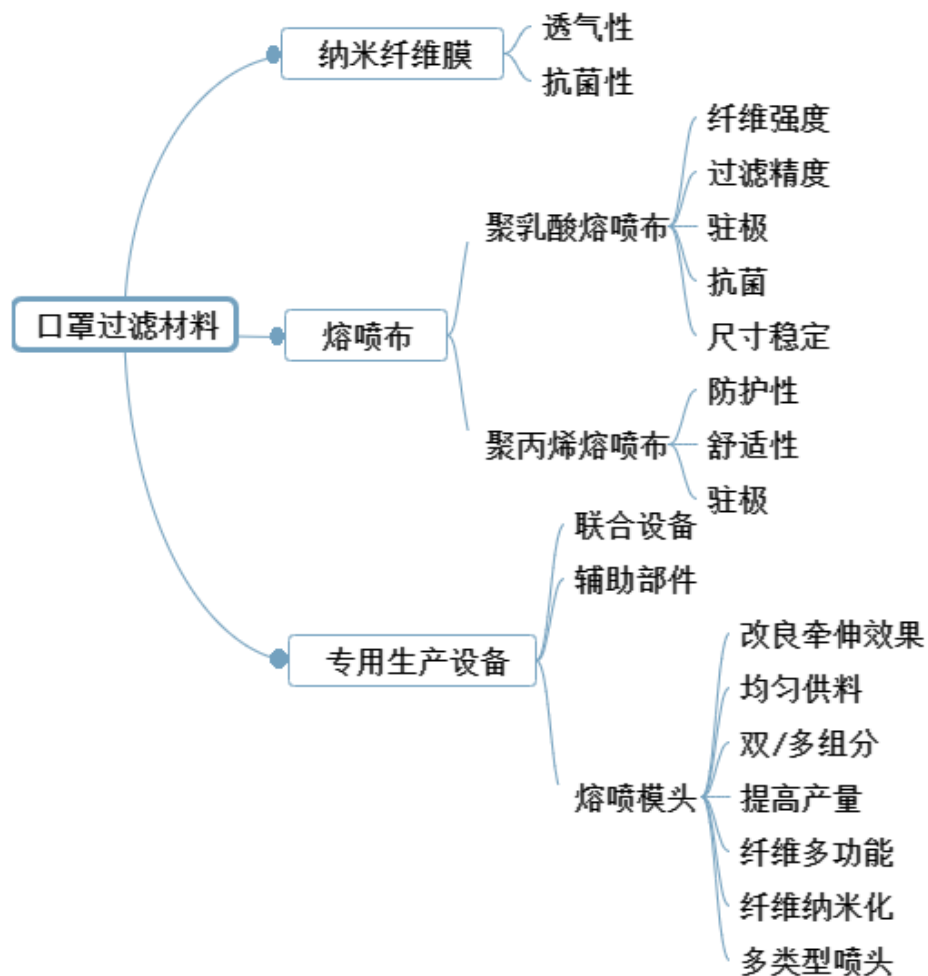 口罩过滤材料
纳米纤维膜
透气性
抗菌性
熔喷布
聚乳酸熔喷布
纤维强度
过滤精度
驻极
抗菌
尺寸稳定
聚丙烯熔喷布
防护性
舒适性
驻极
专用生产设备
联合设备
辅助部件
熔喷模头
改良牵伸效果
均匀供料
双/多组分
提高产量
纤维多功能
纤维纳米化
多类型喷头